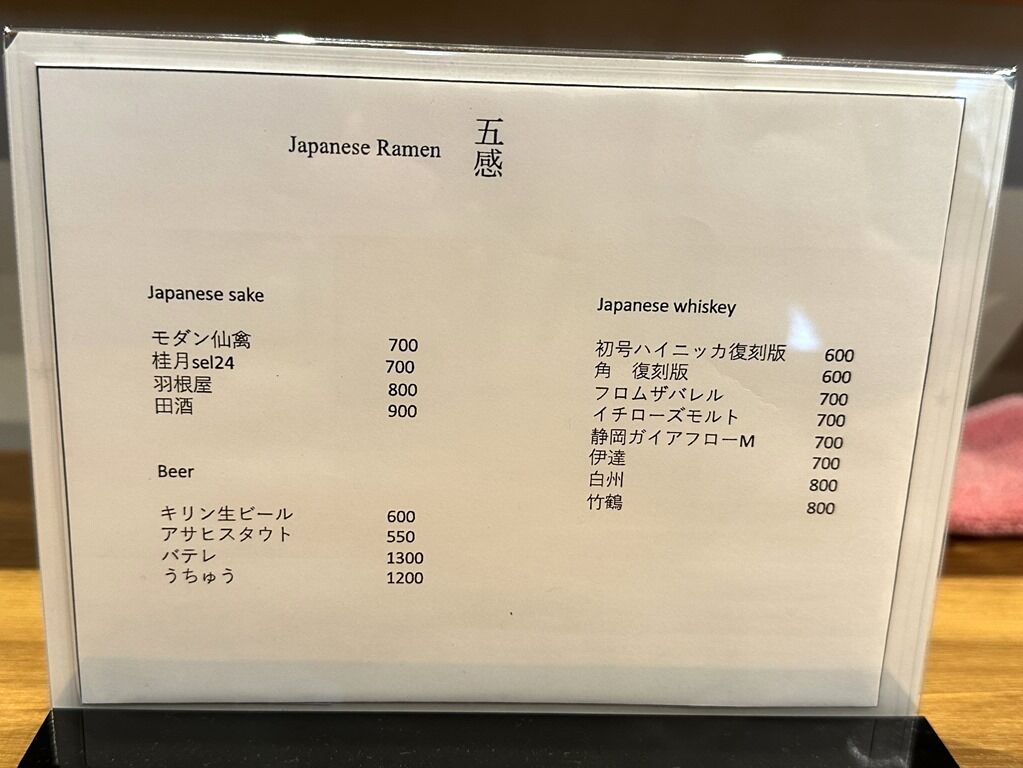 Japanese Ramen 五感
Japanese sake
モダン仙禽 700
桂月sel24 700
羽根屋 800
田酒 900
Beer
キリン生ビール 600
アサヒスタウト 550
バテレ 1300
うちゅう 1200
Japanese whiskey
初号ハイニッカ復刻版 600
角　復刻版 600
フロムザバレル 700
イチローズモルト 700
静岡ガイアフローM 700
伊達 700
白州 800
竹鶴 800